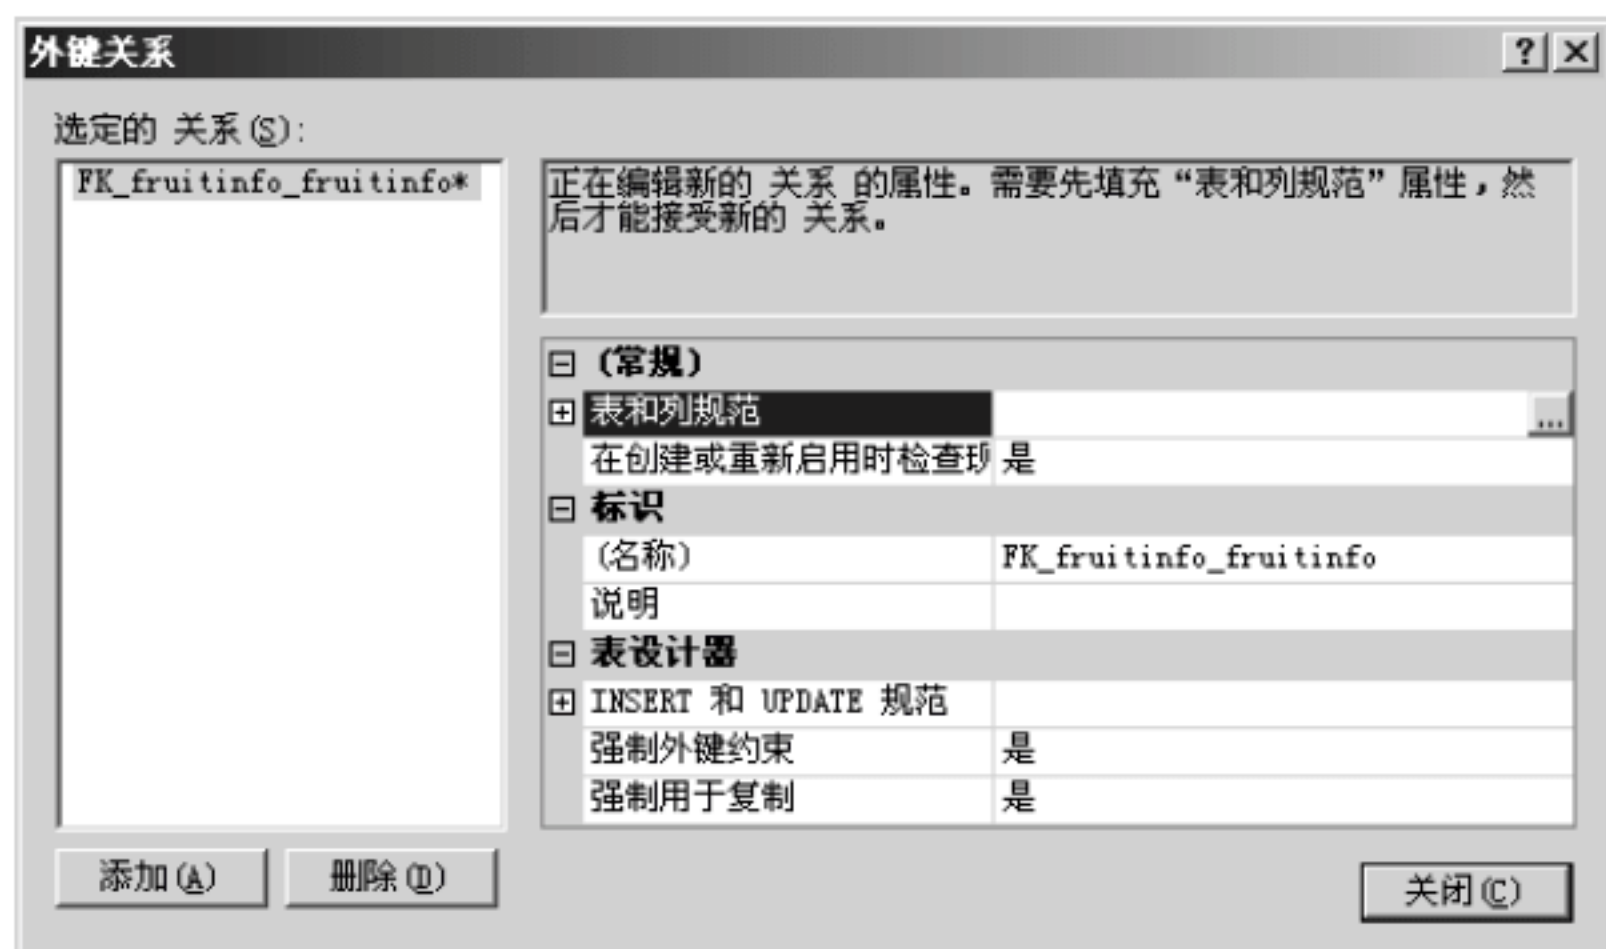 外键关系
选定的 关系(S):
FK_fruitinfo_fruitinfo*
正在编辑新的 关系 的属性。需要先填充“表和列规范”属性，然
后才能接受新的 关系。
(常规)
表和列规范 ...
在创建或重新启用时检查现 是
标识
(名称) FK_fruitinfo_fruitinfo
说明
表设计器
INSERT 和 UPDATE 规范
强制外键约束 是
强制用于复制 是
添加(A) 删除(D)
关闭(C)